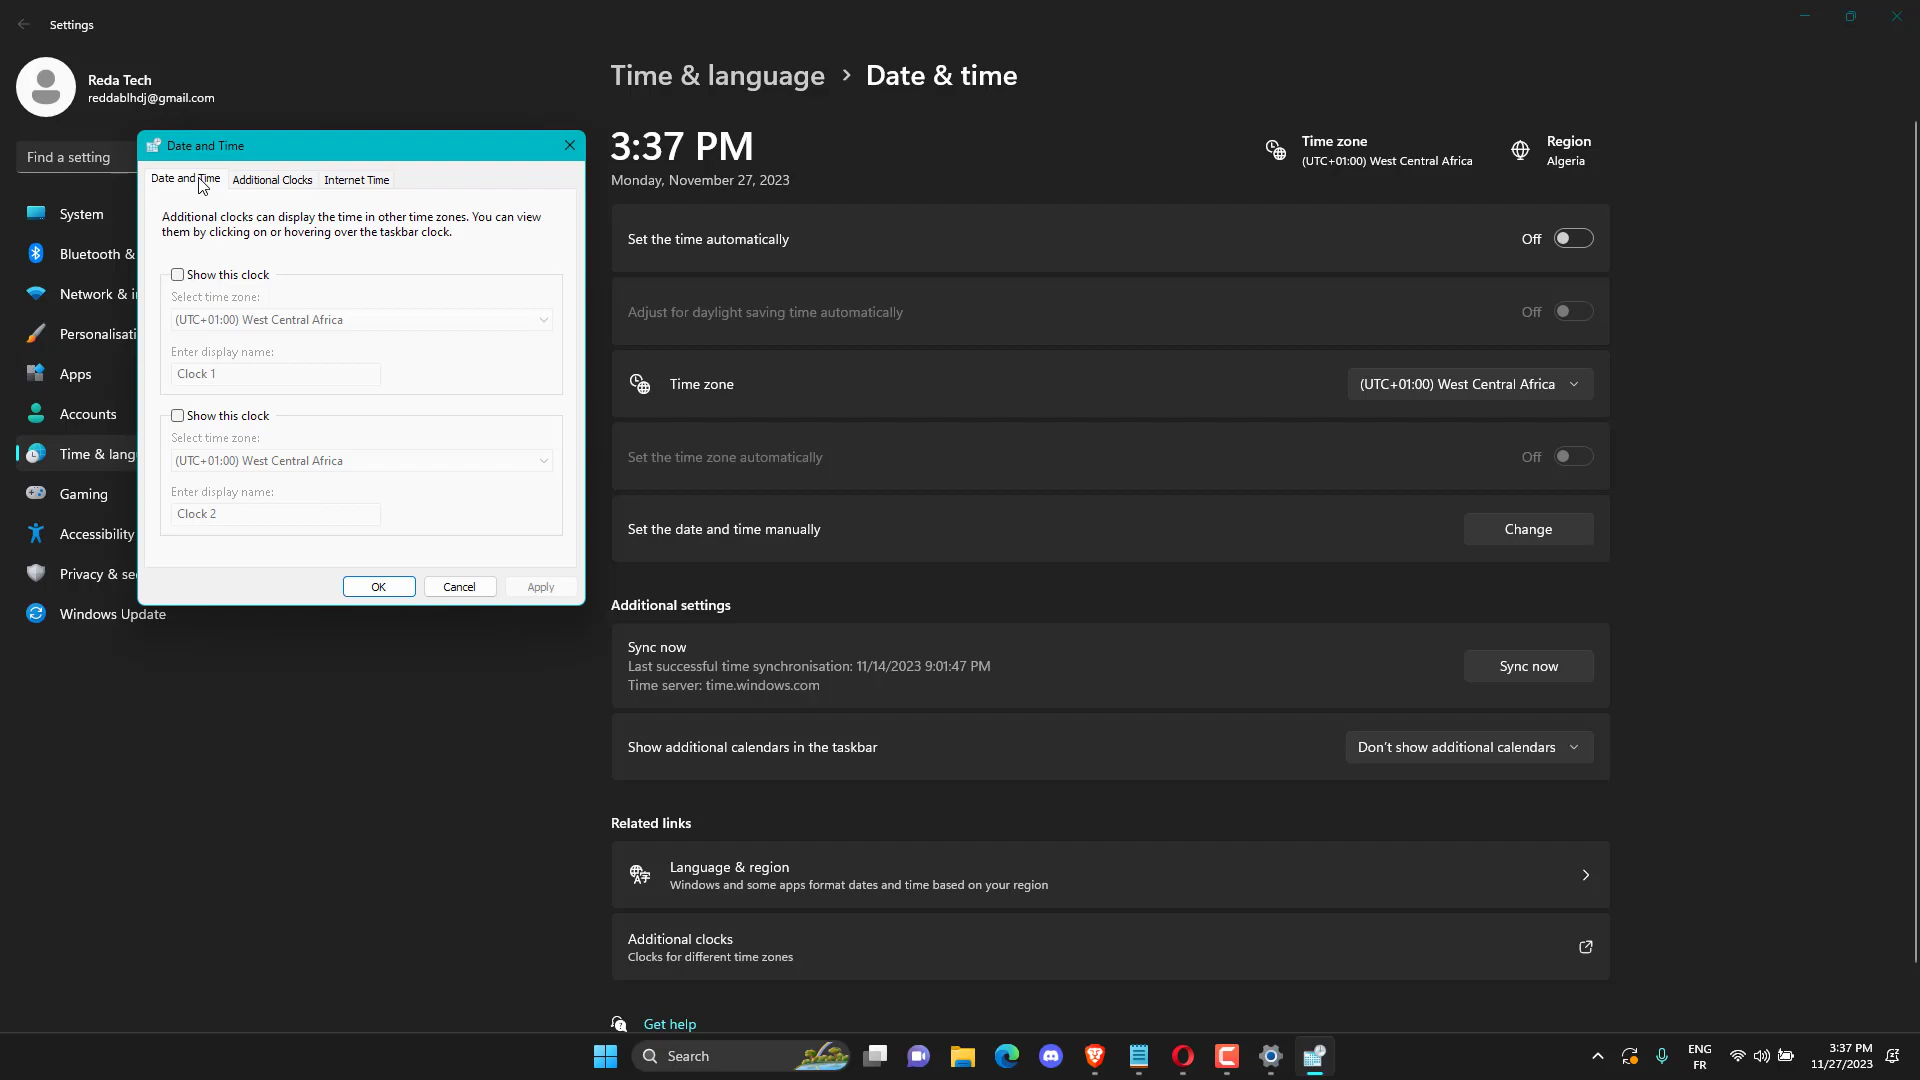 Settings
Reda Tech
reddablhdj@gmail.com
Find a setting
System
Bluetooth &
Network & i
Personalisati
Apps
Accounts
Time & lang
Gaming
Accessibility
Privacy & se
Windows Update
Date and Time
Date and Time
Additional Clocks
Internet Time
Additional clocks can display the time in other time zones. You can view
them by clicking on or hovering over the taskbar clock.
Show this clock
Select time zone:
(UTC+01:00) West Central Africa
Enter display name:
Clock 1
Show this clock
Select time zone:
(UTC+01:00) West Central Africa
Enter display name:
Clock 2
OK
Cancel
Apply
Time & language › Date & time
3:37 PM
Monday, November 27, 2023
Time zone
(UTC+01:00) West Central Africa
Region
Algeria
Set the time automatically
Off
Adjust for daylight saving time automatically
Off
Time zone
(UTC+01:00) West Central Africa
Set the time zone automatically
Off
Set the date and time manually
Change
Additional settings
Sync now
Last successful time synchronisation: 11/14/2023 9:01:47 PM
Time server: time.windows.com
Sync now
Show additional calendars in the taskbar
Don't show additional calendars
Related links
Language & region
Windows and some apps format dates and time based on your region
Additional clocks
Clocks for different time zones
Get help
Search
ENG
FR
3:37 PM
11/27/2023